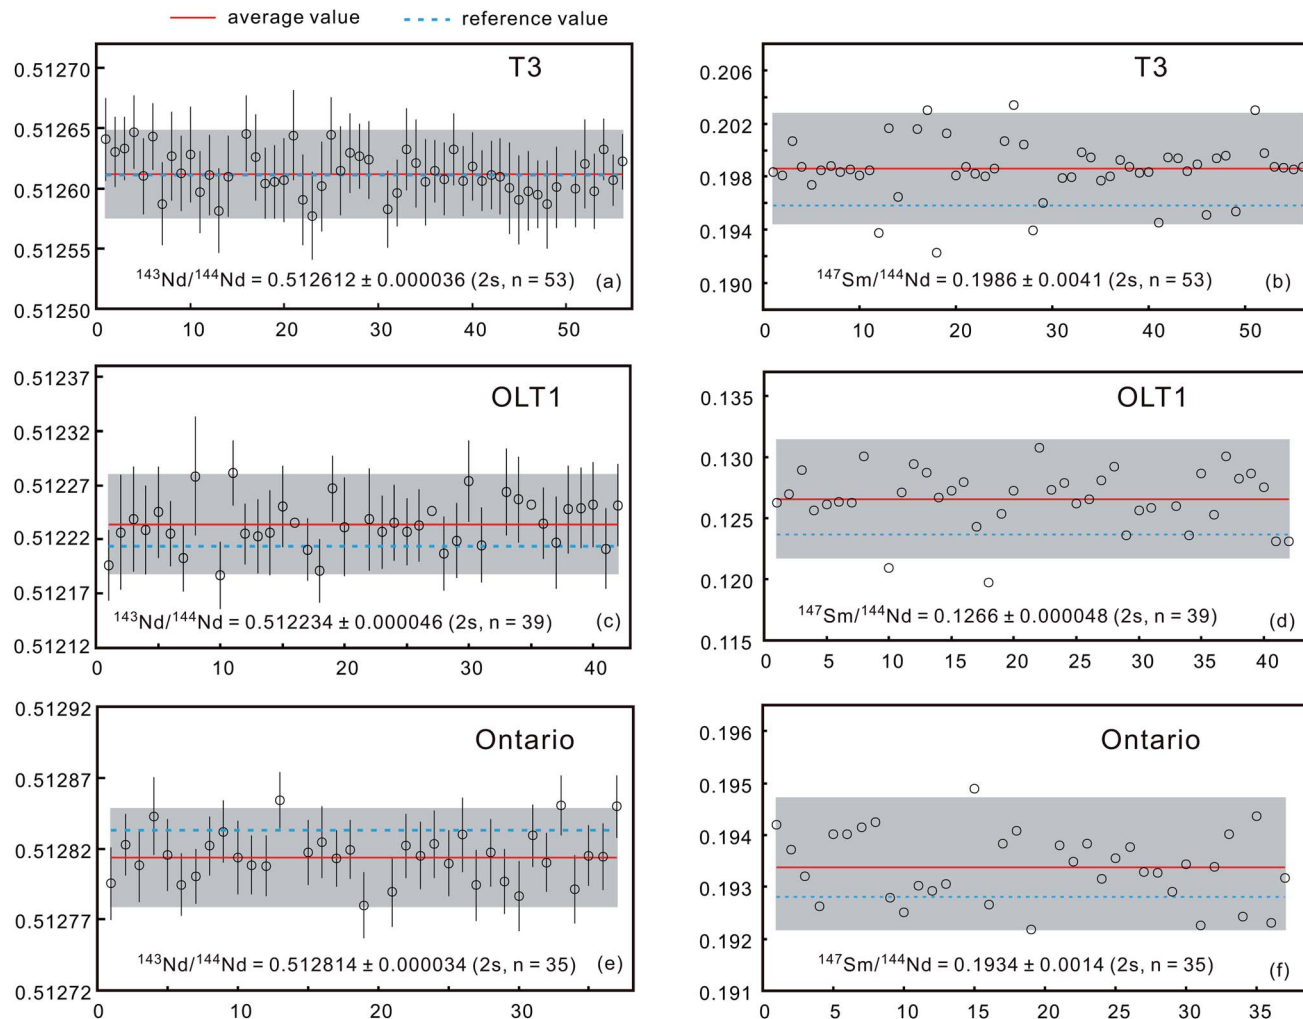 average value reference value
T3
0.51270
0.51265
0.51260
0.51255
0.51250
¹⁴³Nd/¹⁴⁴Nd = 0.512612 ± 0.000036 (2s, n = 53) (a)
0 10 20 30 40 50
T3
0.206
0.202
0.198
0.194
0.190
¹⁴⁷Sm/¹⁴⁴Nd = 0.1986 ± 0.0041 (2s, n = 53) (b)
0 10 20 30 40 50
OLT1
0.51237
0.51232
0.51227
0.51222
0.51217
0.51212
¹⁴³Nd/¹⁴⁴Nd = 0.512234 ± 0.000046 (2s, n = 39) (c)
0 10 20 30 40
OLT1
0.135
0.130
0.125
0.120
0.115
¹⁴⁷Sm/¹⁴⁴Nd = 0.1266 ± 0.000048 (2s, n = 39) (d)
0 5 10 15 20 25 30 35 40
Ontario
0.51292
0.51287
0.51282
0.51277
0.51272
¹⁴³Nd/¹⁴⁴Nd = 0.512814 ± 0.000034 (2s, n = 35) (e)
0 10 20 30
Ontario
0.196
0.195
0.194
0.193
0.192
0.191
¹⁴⁷Sm/¹⁴⁴Nd = 0.1934 ± 0.0014 (2s, n = 35) (f)
0 5 10 15 20 25 30 35